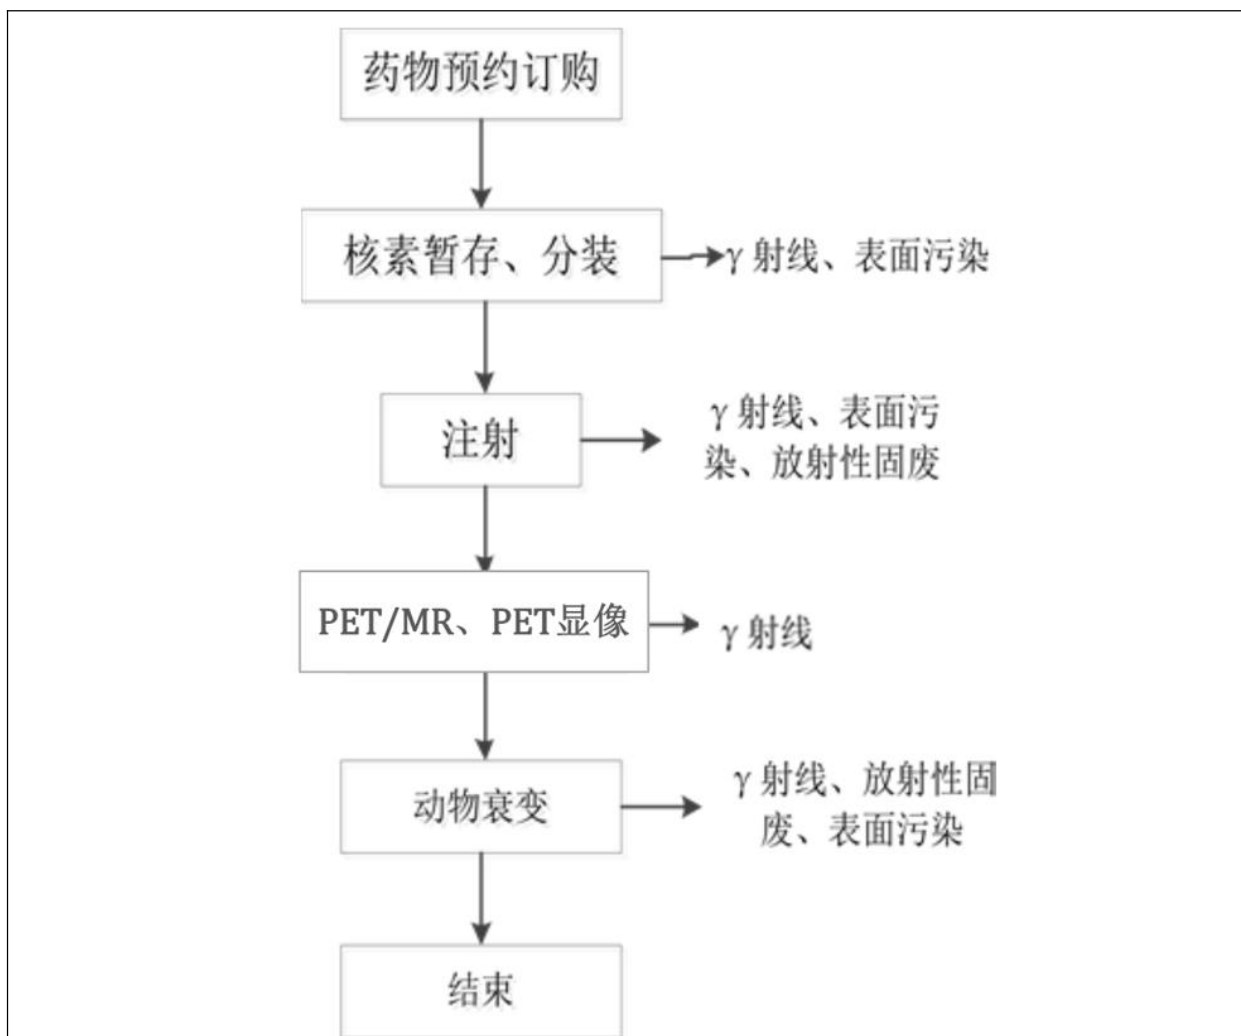 药物预约订购
核素暂存、分装
γ 射线、表面污染
注射
γ 射线、表面污
染、放射性固废
PET/MR、PET显像
γ 射线
动物衰变
γ 射线、放射性固
废、表面污染
结束